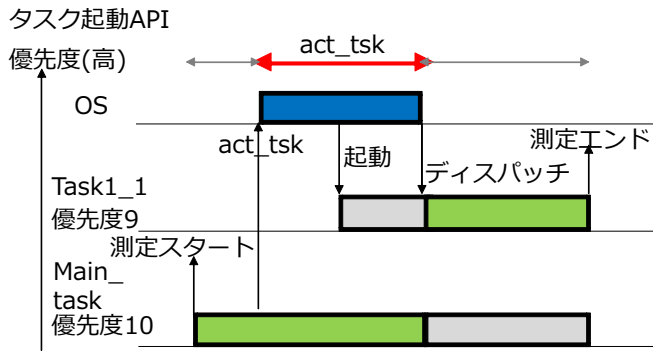 タスク起動API
優先度(高)
act_tsk
OS
act_tsk
起動
測定エンド
ディスパッチ
Task1_1
優先度9
測定スタート
Main_
task
優先度10